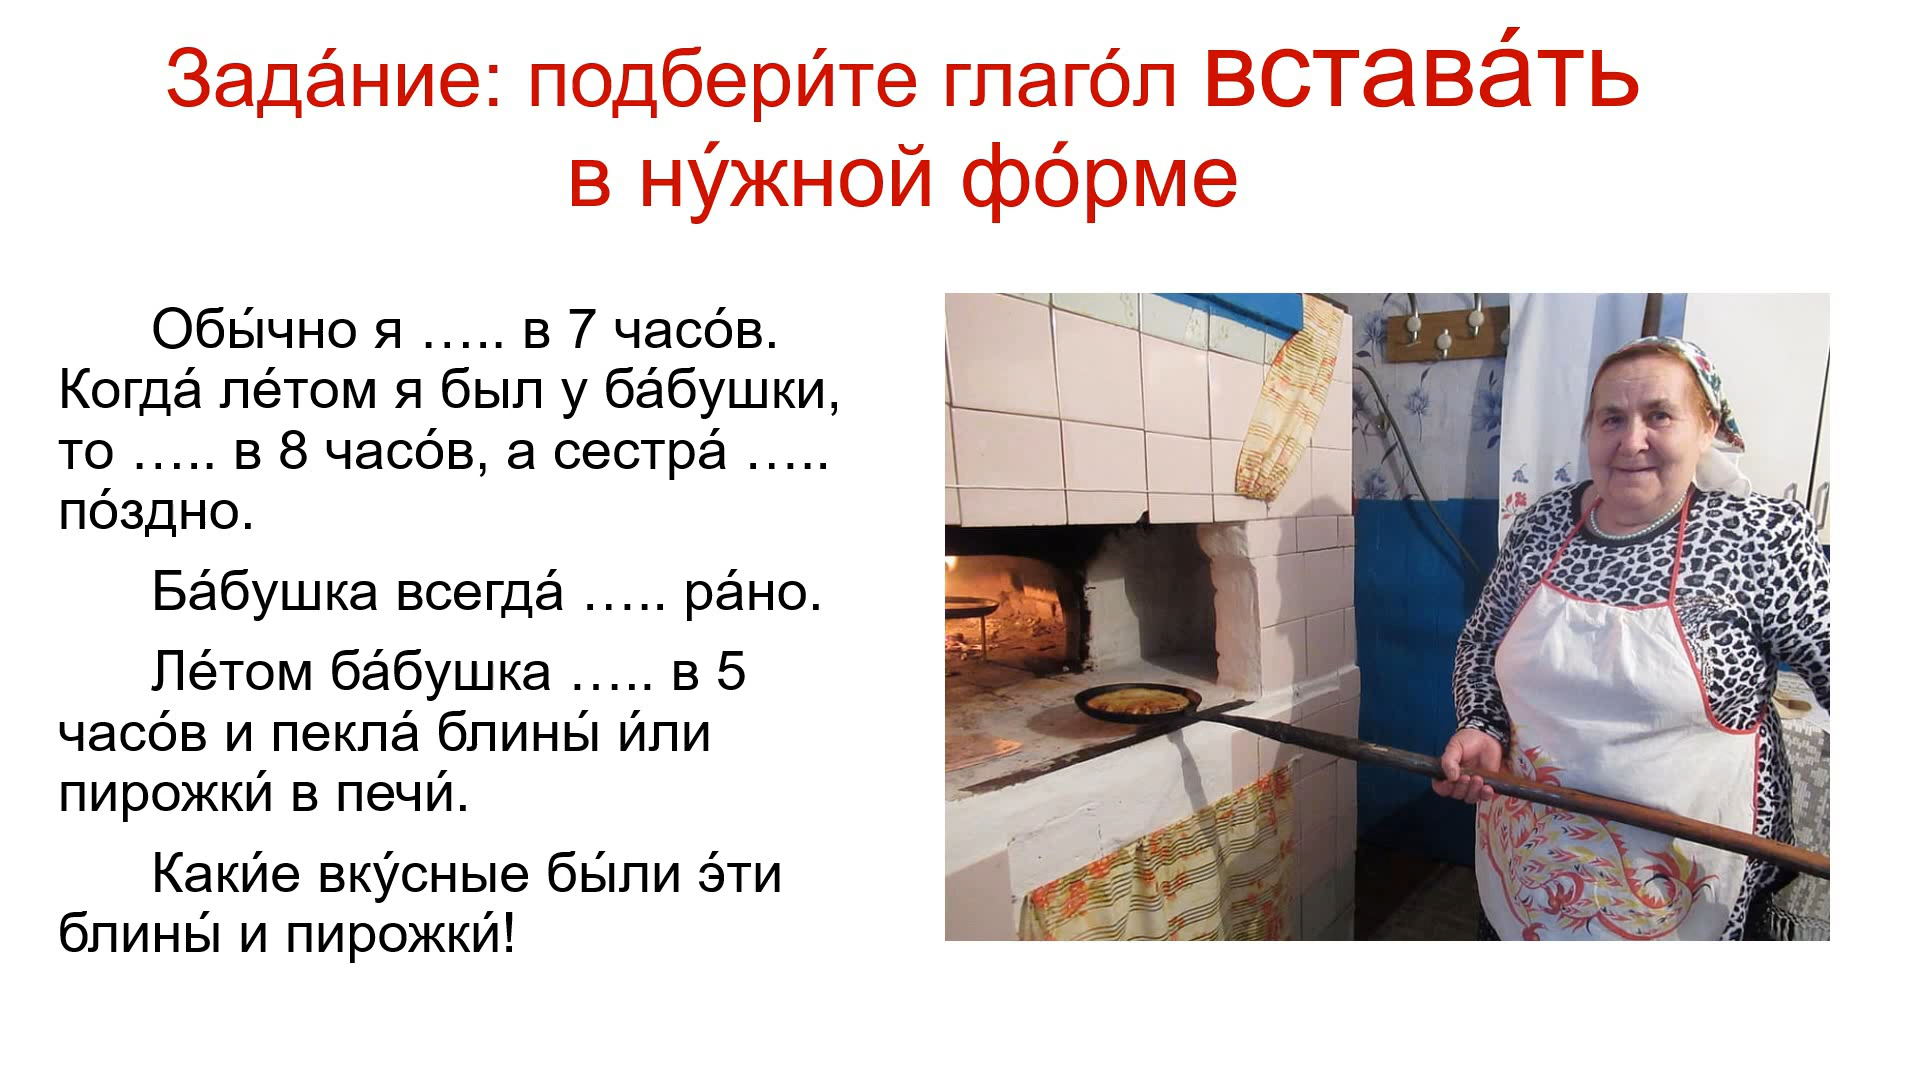 Зада́ние: подбери́те глаго́л встава́ть
в ну́жной фо́рме
Обы́чно я ….. в 7 часо́в.
Когда́ ле́том я был у ба́бушки,
то ….. в 8 часо́в, а сестра́ …..
по́здно.
Ба́бушка всегда́ ….. ра́но.
Ле́том ба́бушка ….. в 5
часо́в и пекла́ блины́ и́ли
пирожки́ в печи́.
Каки́е вку́сные бы́ли э́ти
блины́ и пирожки́!